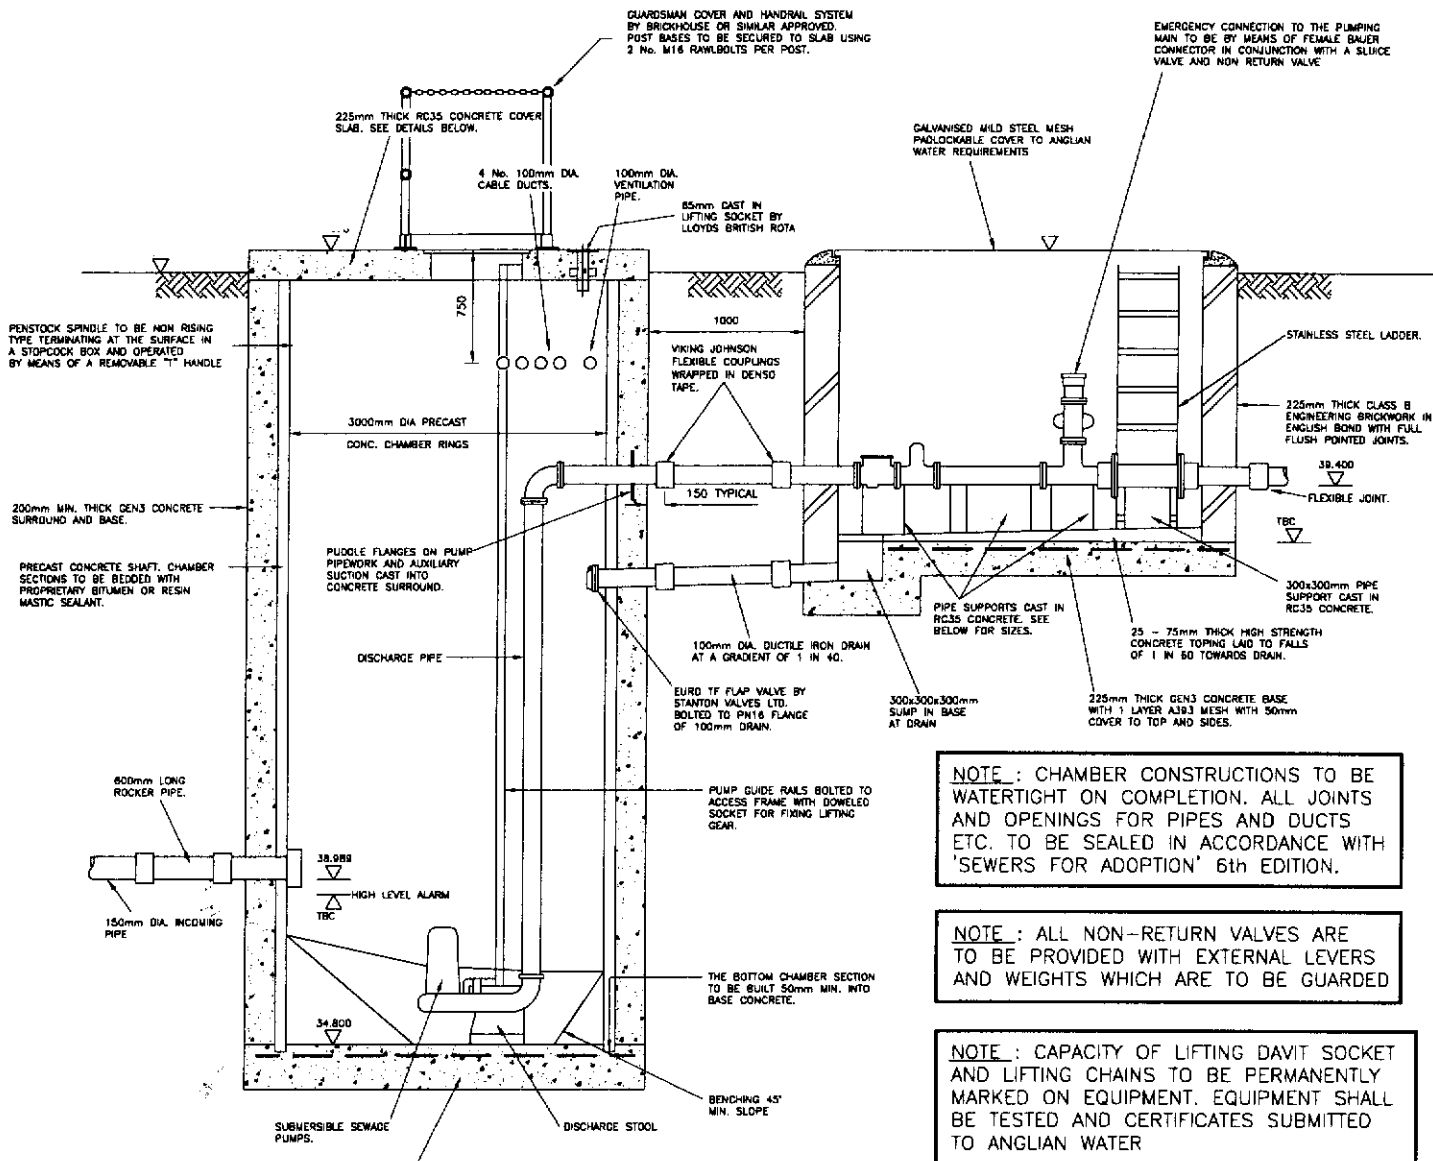 GUARDSMAN COVER AND HANDRAIL SYSTEM
BY BRICKHOUSE OR SIMILAR APPROVED.
POST BASES TO BE SECURED TO SLAB USING
2 No. M16 RAWLBOLTS PER POST.
EMERGENCY CONNECTION TO THE PUMPING
MAIN TO BE BY MEANS OF FEMALE BAUER
CONNECTOR IN CONJUNCTION WITH A SLUICE
VALVE AND NON RETURN VALVE
225mm THICK RC35 CONCRETE COVER
SLAB. SEE DETAILS BELOW.
GALVANISED MILD STEEL MESH
PADLOCKABLE COVER TO ANGLIAN
WATER REQUIREMENTS
4 No. 100mm DIA.
CABLE DUCTS.
100mm DIA.
VENTILATION
PIPE.
65mm CAST IN
LIFTING SOCKET BY
LLOYDS BRITISH ROTA
750
1000
PENSTOCK SPINDLE TO BE NON RISING
TYPE TERMINATING AT THE SURFACE IN
A STOPCOCK BOX AND OPERATED
BY MEANS OF A REMOVABLE "T" HANDLE
VIKING JOHNSON
FLEXIBLE COUPLINGS
WRAPPED IN DENSO
TAPE.
STAINLESS STEEL LADDER.
225mm THICK CLASS B
ENGINEERING BRICKWORK IN
ENGLISH BOND WITH FULL
FLUSH POINTED JOINTS.
3000mm DIA PRECAST
CONC. CHAMBER RINGS
39.400
FLEXIBLE JOINT.
150 TYPICAL
200mm MIN. THICK GEN3 CONCRETE
SURROUND AND BASE.
TBC
PUDDLE FLANGES ON PUMP
PIPEWORK AND AUXILIARY
SUCTION CAST INTO
CONCRETE SURROUND.
PRECAST CONCRETE SHAFT. CHAMBER
SECTIONS TO BE BEDDED WITH
PROPRIETARY BITUMEN OR RESIN
MASTIC SEALANT.
300x300mm PIPE
SUPPORT CAST IN
RC35 CONCRETE.
PIPE SUPPORTS CAST IN
RC35 CONCRETE. SEE
BELOW FOR SIZES.
25 - 75mm THICK HIGH STRENGTH
CONCRETE TOPING LAID TO FALLS
OF 1 IN 60 TOWARDS DRAIN.
100mm DIA. DUCTILE IRON DRAIN
AT A GRADIENT OF 1 IN 40.
DISCHARGE PIPE
EURO TF FLAP VALVE BY
STANTON VALVES LTD.
BOLTED TO PN16 FLANGE
OF 100mm DRAIN.
300x300x300mm
SUMP IN BASE
AT DRAIN
225mm THICK GEN3 CONCRETE BASE
WITH 1 LAYER A393 MESH WITH 50mm
COVER TO TOP AND SIDES.
600mm LONG
ROCKER PIPE.
PUMP GUIDE RAILS BOLTED TO
ACCESS FRAME WITH DOWELED
SOCKET FOR FIXING LIFTING
GEAR.
NOTE : CHAMBER CONSTRUCTIONS TO BE
WATERTIGHT ON COMPLETION. ALL JOINTS
AND OPENINGS FOR PIPES AND DUCTS
ETC. TO BE SEALED IN ACCORDANCE WITH
'SEWERS FOR ADOPTION' 6th EDITION.
38.989
HIGH LEVEL ALARM
TBC
150mm DIA. INCOMING
PIPE
NOTE : ALL NON-RETURN VALVES ARE
TO BE PROVIDED WITH EXTERNAL LEVERS
AND WEIGHTS WHICH ARE TO BE GUARDED
THE BOTTOM CHAMBER SECTION
TO BE BUILT 50mm MIN. INTO
BASE CONCRETE.
34.800
NOTE : CAPACITY OF LIFTING DAVIT SOCKET
AND LIFTING CHAINS TO BE PERMANENTLY
MARKED ON EQUIPMENT. EQUIPMENT SHALL
BE TESTED AND CERTIFICATES SUBMITTED
TO ANGLIAN WATER
BENCHING 45°
MIN. SLOPE
SUBMERSIBLE SEWAGE
PUMPS.
DISCHARGE STOOL